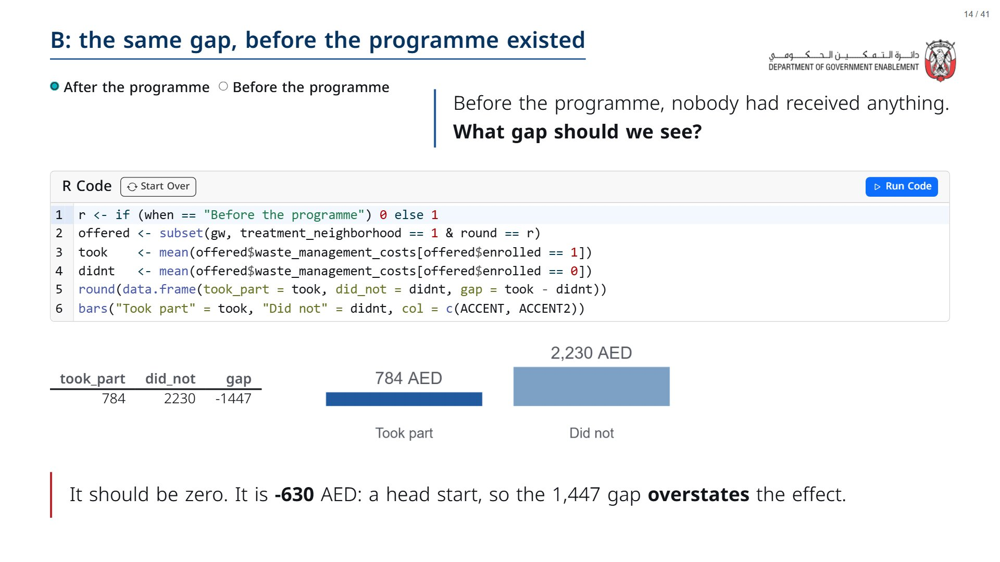 14 / 41
B: the same gap, before the programme existed
دائـرة الـتـمـكـيـن الـحـكـومـي
DEPARTMENT OF GOVERNMENT ENABLEMENT
After the programme Before the programme
Before the programme, nobody had received anything.
What gap should we see?
R Code Start Over Run Code
1 r <- if (when == "Before the programme") 0 else 1
2 offered <- subset(gw, treatment_neighborhood == 1 & round == r)
3 took    <- mean(offered$waste_management_costs[offered$enrolled == 1])
4 didnt   <- mean(offered$waste_management_costs[offered$enrolled == 0])
5 round(data.frame(took_part = took, did_not = didnt, gap = took - didnt))
6 bars("Took part" = took, "Did not" = didnt, col = c(ACCENT, ACCENT2))
took_part did_not gap
784 2230 -1447
784 AED
2,230 AED
Took part
Did not
It should be zero. It is -630 AED: a head start, so the 1,447 gap overstates the effect.